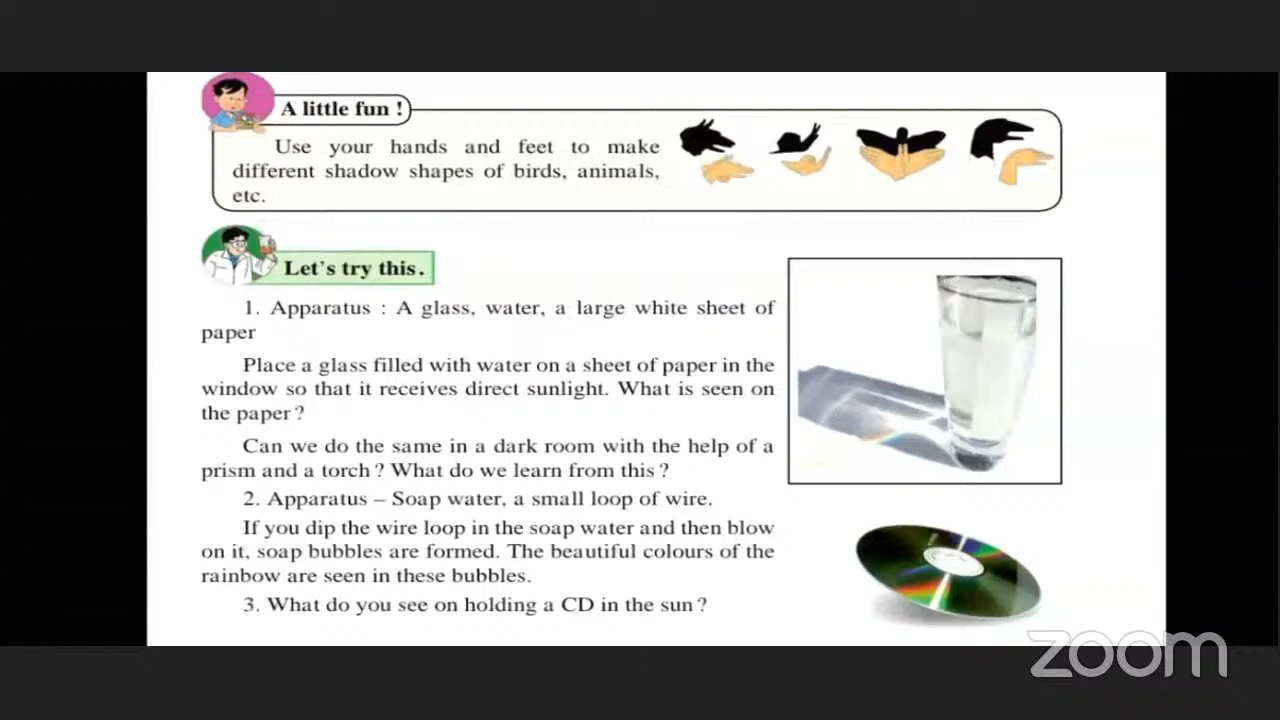 A little fun !
Use your hands and feet to make
different shadow shapes of birds, animals,
etc.
Let's try this.
1. Apparatus : A glass, water, a large white sheet of
paper
Place a glass filled with water on a sheet of paper in the
window so that it receives direct sunlight. What is seen on
the paper ?
Can we do the same in a dark room with the help of a
prism and a torch ? What do we learn from this ?
2. Apparatus – Soap water, a small loop of wire.
If you dip the wire loop in the soap water and then blow
on it, soap bubbles are formed. The beautiful colours of the
rainbow are seen in these bubbles.
3. What do you see on holding a CD in the sun ?
zoom